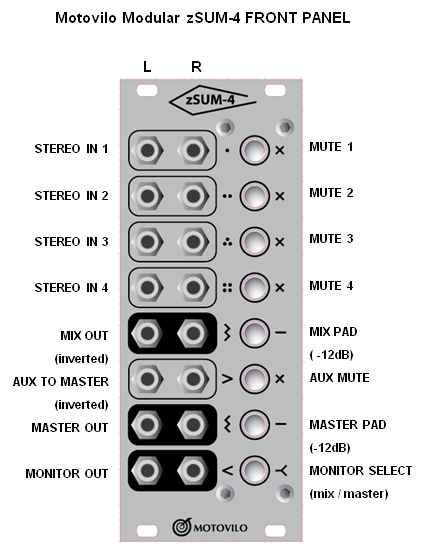 Motovilo Modular zSUM-4 FRONT PANEL
L R
zSUM-4
STEREO IN 1 MUTE 1
STEREO IN 2 MUTE 2
STEREO IN 3 MUTE 3
STEREO IN 4 MUTE 4
MIX OUT MIX PAD
(inverted) ( -12dB)
AUX TO MASTER AUX MUTE
(inverted)
MASTER OUT MASTER PAD
(-12dB)
MONITOR OUT MONITOR SELECT
(mix / master)
MOTOVILO